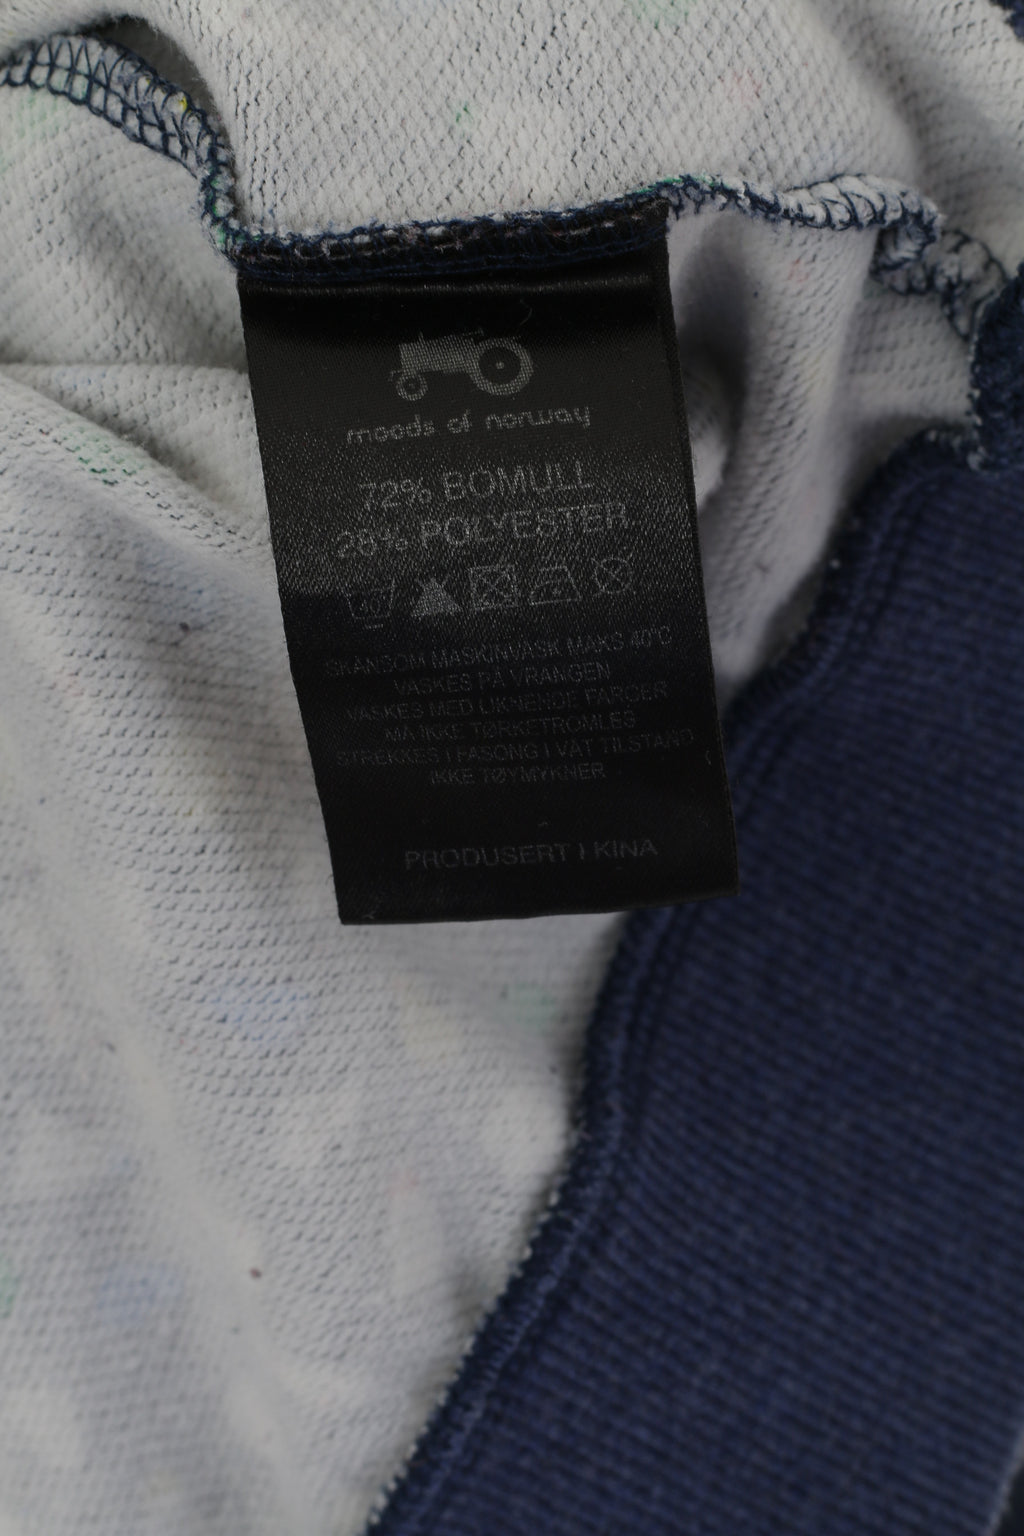 moods of norway
72% BOMULL
28% POLYESTER
40
SKÅNSOM MASKINVASK MAKS 40°C
VASKES PÅ VRANGEN
VASKES MED LIKNENDE FARGER
MÅ IKKE TØRKETROMLES
STREKKES I FASONG I VÅT TILSTAND
IKKE TØYMYKNER
PRODUSERT I KINA